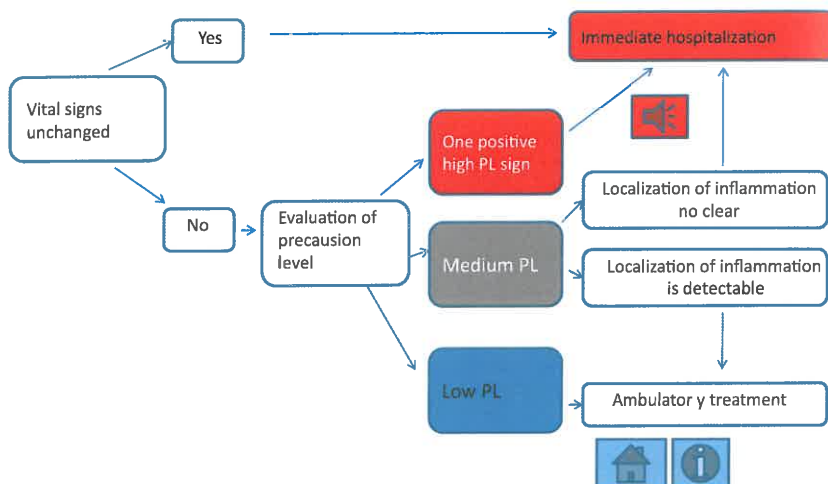 Yes
Immediate hospitalization
Vital signs
unchanged
One positive
high PL sign
Localization of inflammation
no clear
No
Evaluation of
precausion
level
Medium PL
Localization of inflammation
is detectable
Low PL
Ambulator y treatment